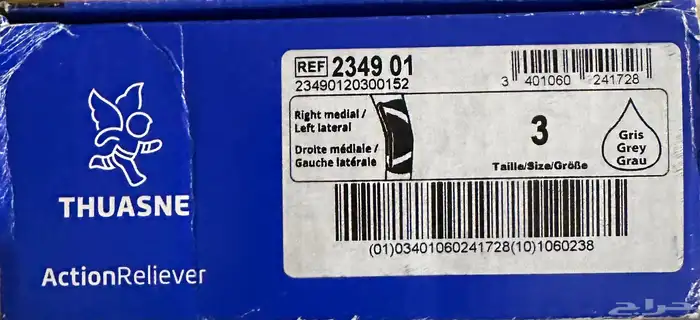 THUASNE
ActionReliever
REF 2349 01
23490120300152
3 401060 241728
Right medial /
Left lateral
Droite médiale /
Gauche latérale
3
Taille/Size/Größe
Gris
Grey
Grau
(01)03401060241728(10)1060238
حراج